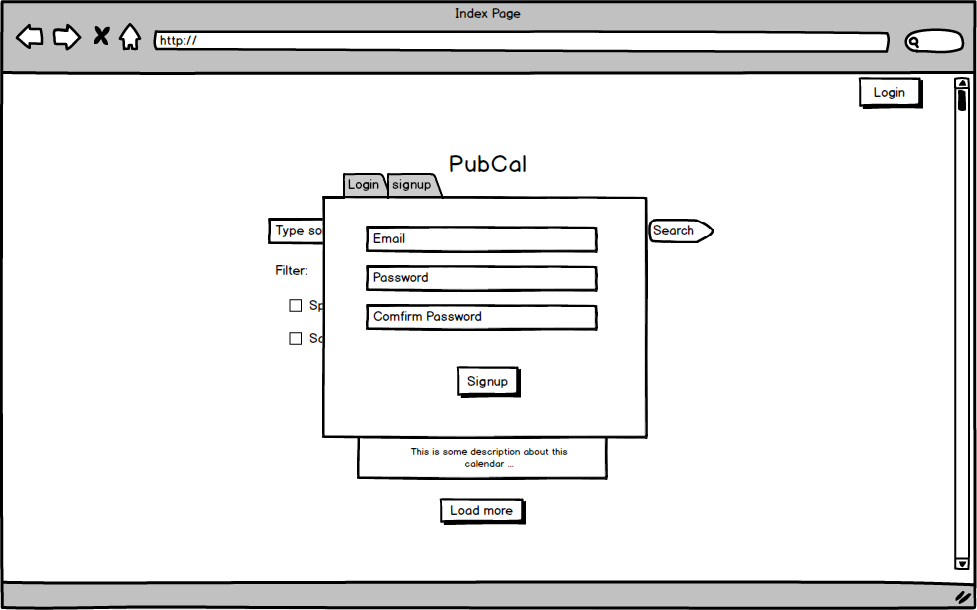 Index Page
http://
Login
PubCal
Login signup
Type so
Search
Email
Filter:
Password
Sp
Comfirm Password
Signup
This is some description about this
calendar ...
Load more